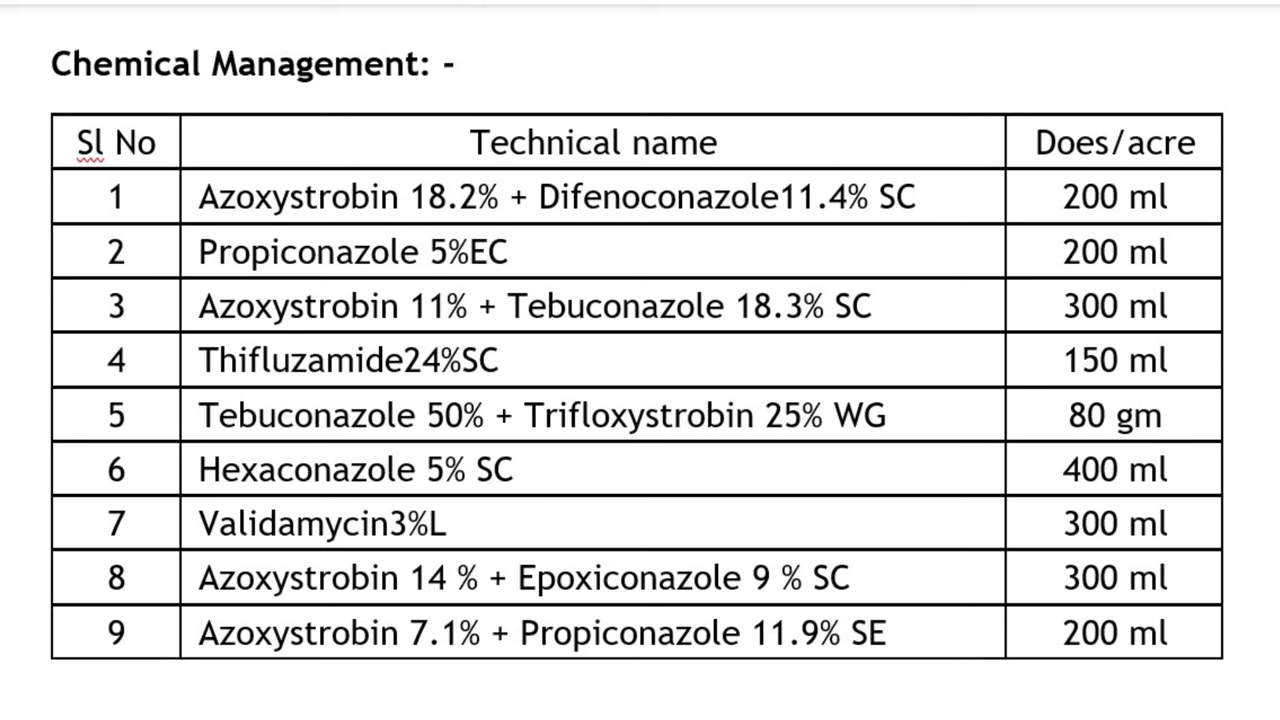 Chemical Management: -
Sl No Technical name Does/acre
1 Azoxystrobin 18.2% + Difenoconazole11.4% SC 200 ml
2 Propiconazole 5%EC 200 ml
3 Azoxystrobin 11% + Tebuconazole 18.3% SC 300 ml
4 Thifluzamide24%SC 150 ml
5 Tebuconazole 50% + Trifloxystrobin 25% WG 80 gm
6 Hexaconazole 5% SC 400 ml
7 Validamycin3%L 300 ml
8 Azoxystrobin 14 % + Epoxiconazole 9 % SC 300 ml
9 Azoxystrobin 7.1% + Propiconazole 11.9% SE 200 ml